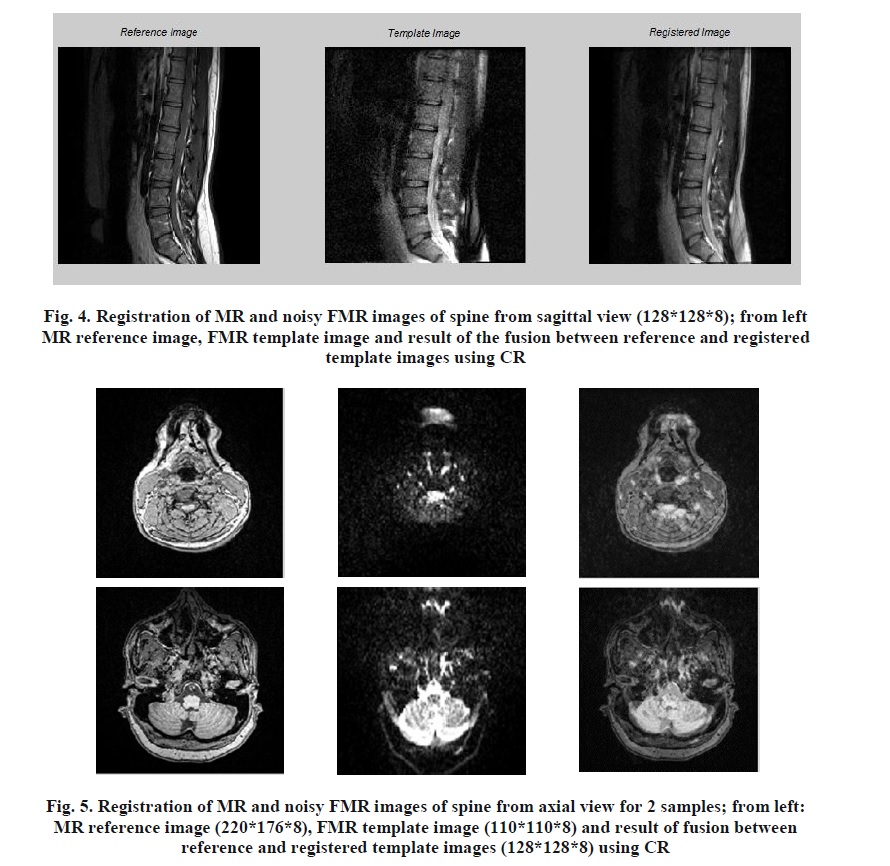 Reference Image
Template Image
Registered Image
Fig. 4. Registration of MR and noisy FMR images of spine from sagittal view (128*128*8); from left
MR reference image, FMR template image and result of the fusion between reference and registered
template images using CR
Fig. 5. Registration of MR and noisy FMR images of spine from axial view for 2 samples; from left:
MR reference image (220*176*8), FMR template image (110*110*8) and result of fusion between
reference and registered template images (128*128*8) using CR